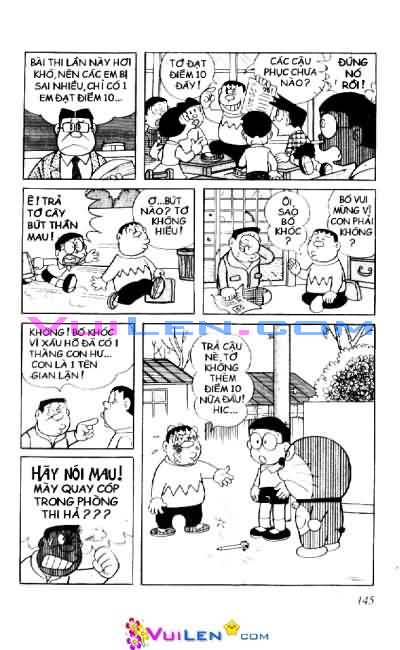 BÀI THI LẦN NÀY HƠI
KHÓ, NÊN CÁC EM BỊ
SAI NHIỀU, CHỈ CÓ 1
EM ĐẠT ĐIỂM 10...
TỚ ĐẠT
ĐIỂM 10
ĐÂY!
CÁC CẬU
PHỤC CHƯA
NÀO?
ĐÚNG
NÓ
RỒI!
Ê! TRẢ
TỚ CÂY
BÚT THẦN
MAU!
Ơ...BÚT
NÀO? TỚ
KHÔNG
HIỂU!
ÔI,
SAO
BỐ
KHÓC
?
BỐ VUI
MỪNG VÌ
CON PHẢI
KHÔNG?
KHÔNG! BỐ KHÓC
VÌ XẤU HỔ ĐÃ CÓ 1
THẰNG CON HƯ...
CON LÀ 1 TÊN
GIAN LẬN!
HÃY NÓI MAU!
MÀY QUAY CÓP
TRONG PHÒNG
THI HẢ???
TRẢ CẬU
NÈ, TỚ
KHÔNG
THÈM
ĐIỂM 10
NỮA ĐÂU!
HIC...
VUILEN.COM
145
VUILEN.COM